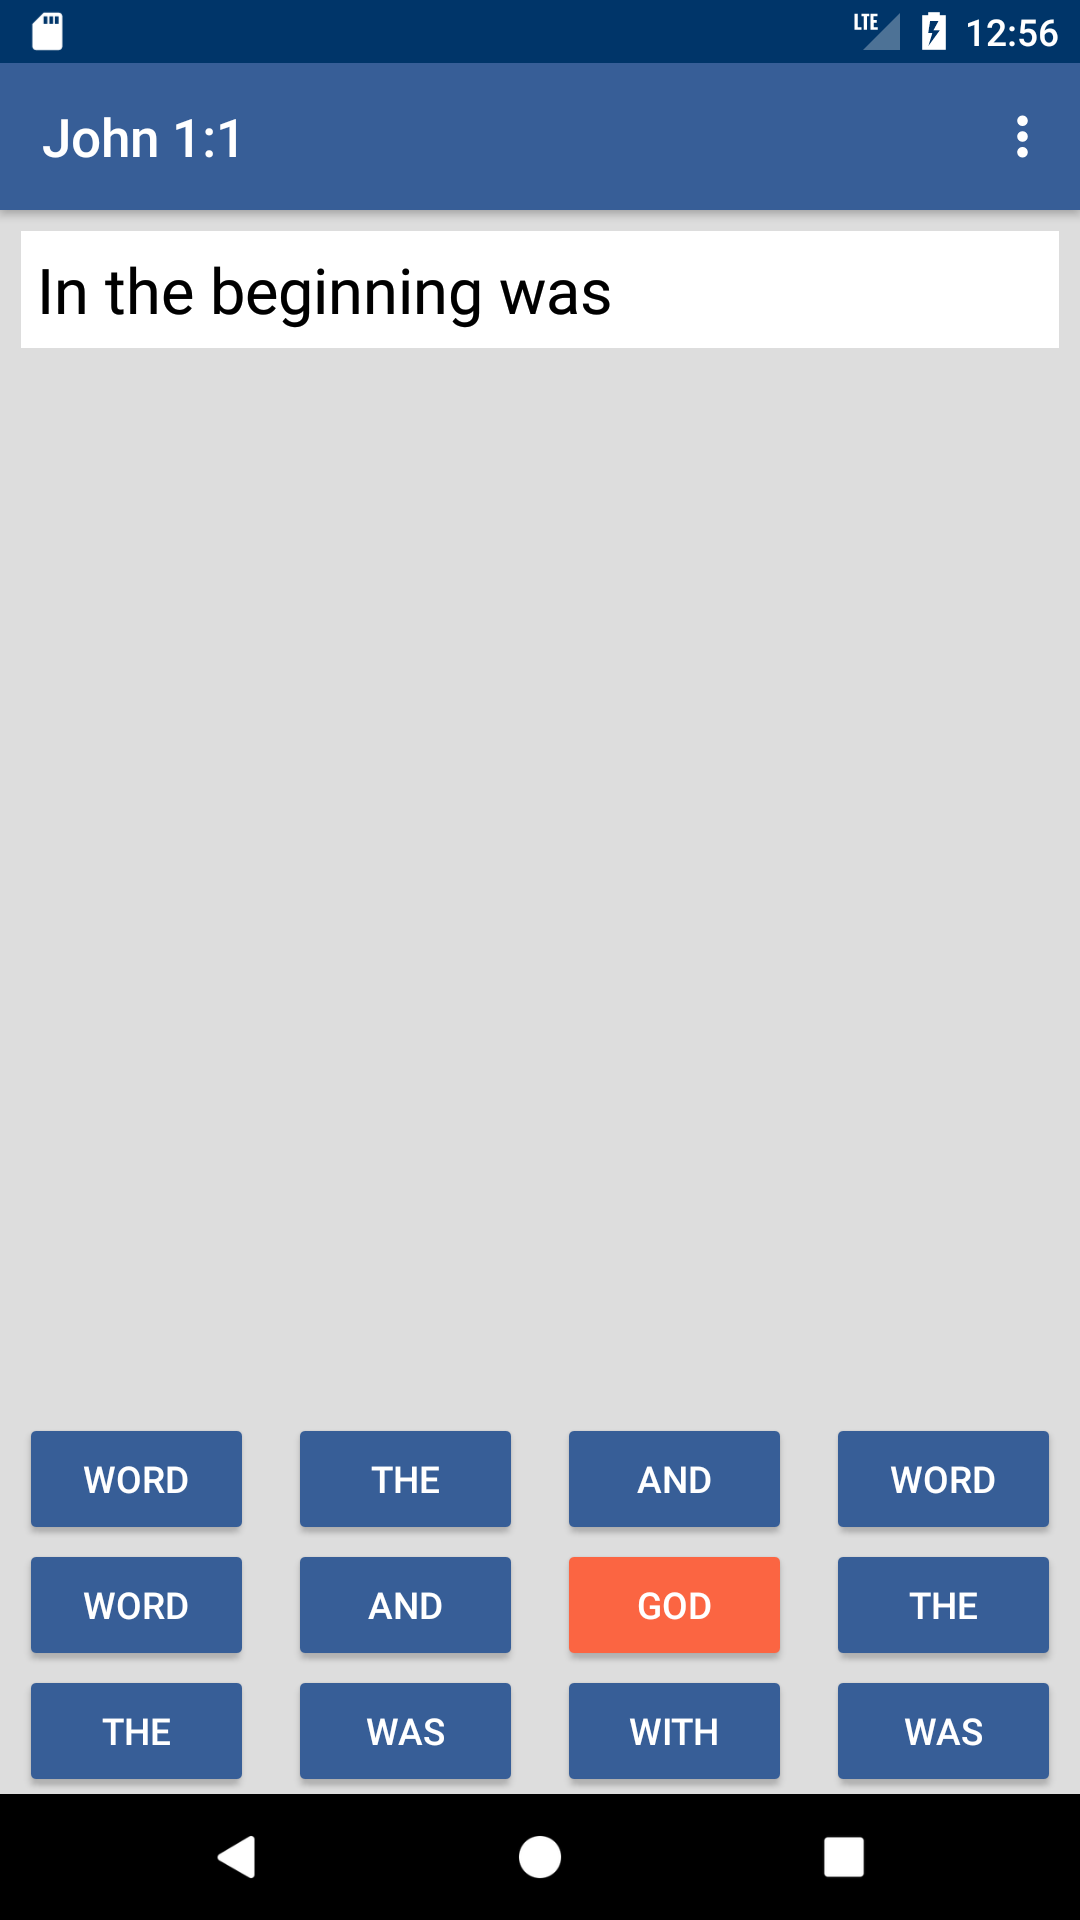 LTE 12:56
John 1:1
In the beginning was
WORD THE AND WORD
WORD AND GOD THE
THE WAS WITH WAS